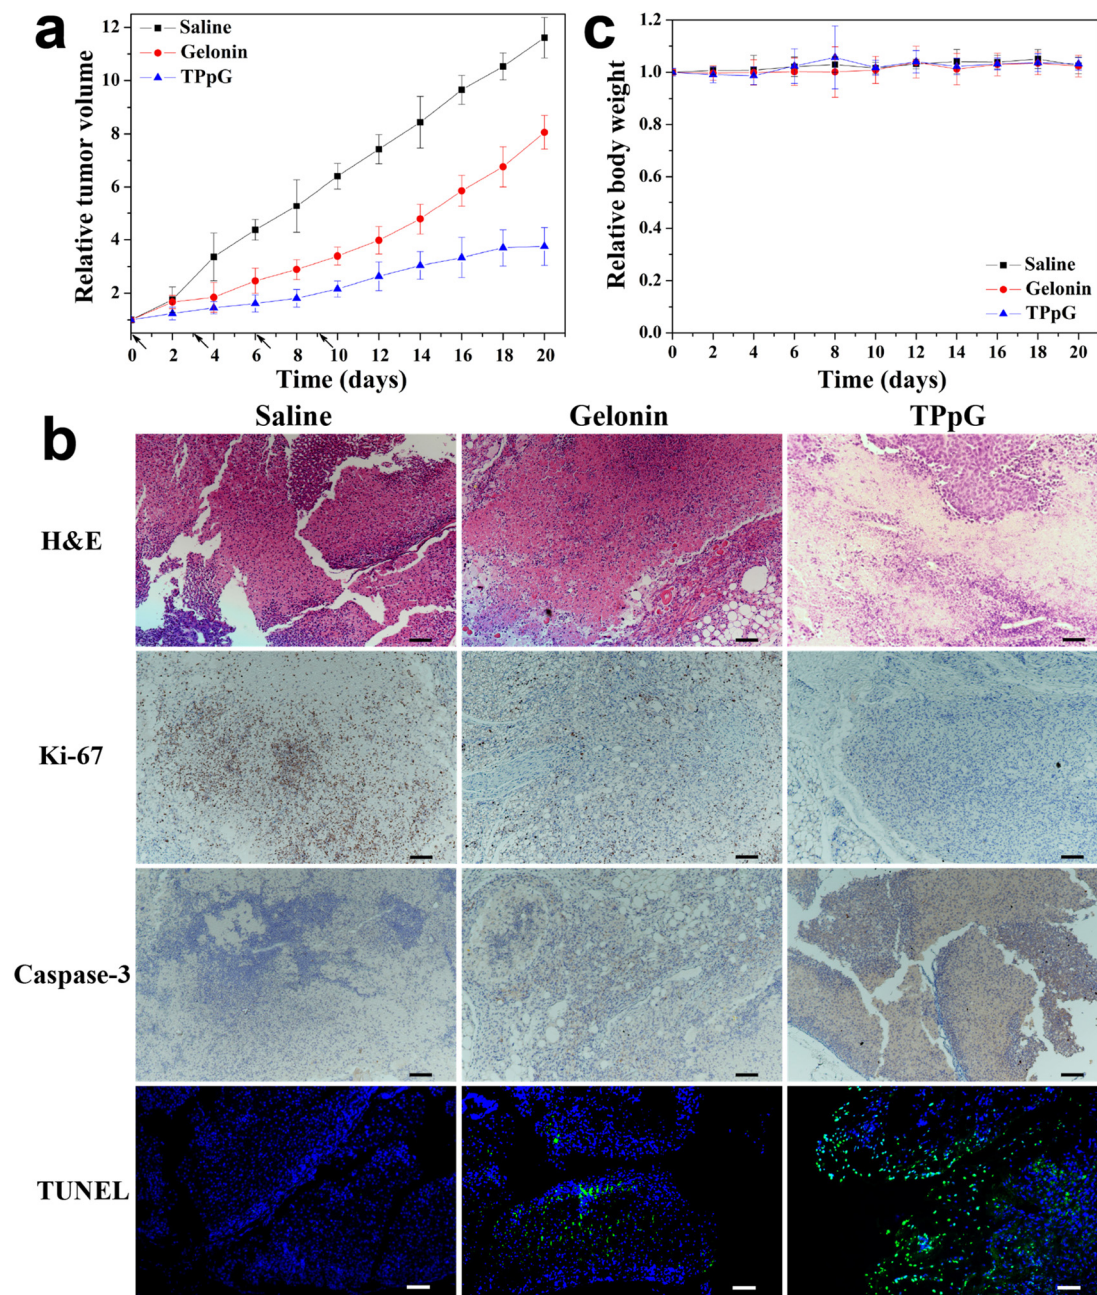 a
Relative tumor volume
12
10
8
6
4
2
Saline
Gelonin
TPpG
0 2 4 6 8 10 12 14 16 18 20
Time (days)
c
Relative body weight
1.2
1.0
0.8
0.6
0.4
0.2
0.0
Saline
Gelonin
TPpG
0 2 4 6 8 10 12 14 16 18 20
Time (days)
b
Saline Gelonin TPpG
H&E
Ki-67
Caspase-3
TUNEL